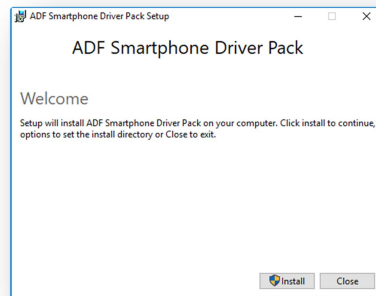 ADF Smartphone Driver Pack Setup
ADF Smartphone Driver Pack
Welcome
Setup will install ADF Smartphone Driver Pack on your computer. Click install to continue,
options to set the install directory or Close to exit.
Install
Close